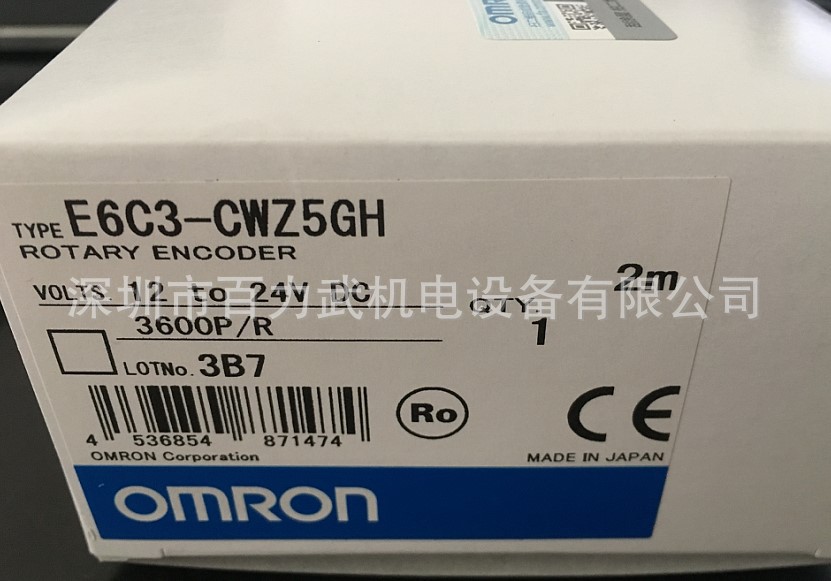 OMRON
TYPE E6C3-CWZ5GH
ROTARY ENCODER
VOLTS. 12 to 24V DC
2m
深圳市百力武机电设备有限公司
3600P/R
QTY. 1
LOTNo. 3B7
4 536854 871474
Ro
CE
OMRON Corporation
MADE IN JAPAN
OMRON